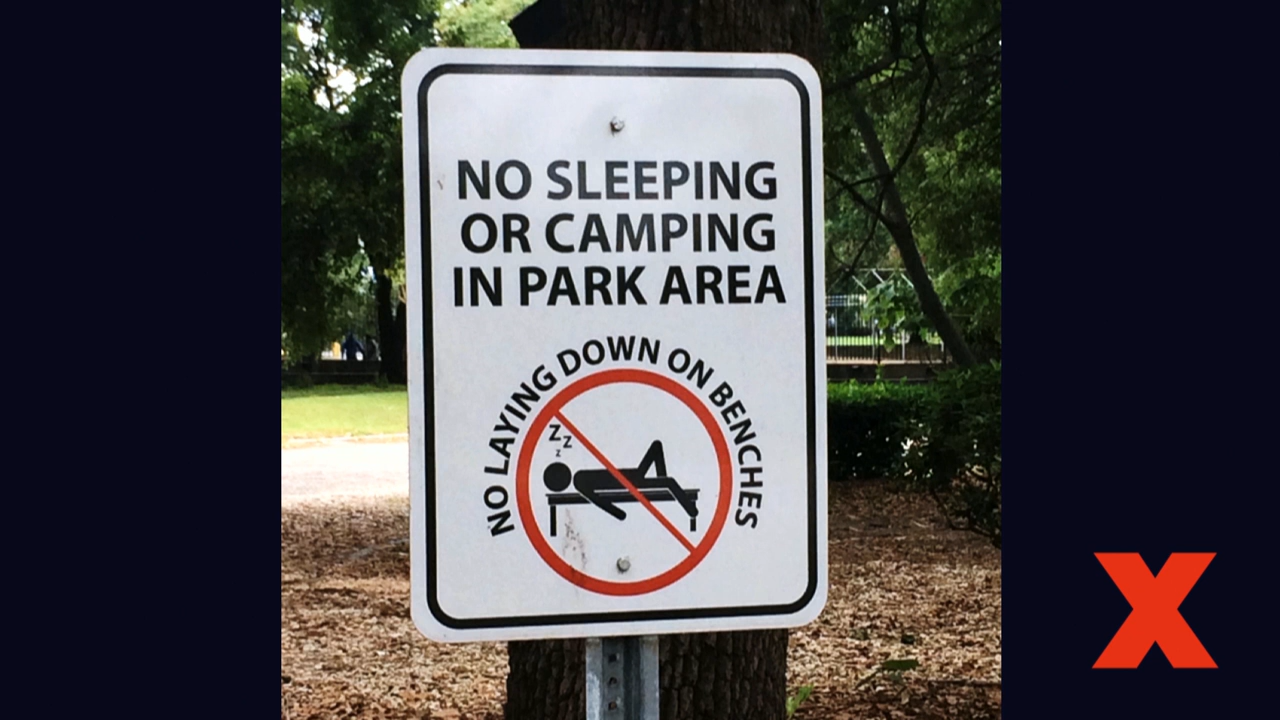 NO SLEEPING
OR CAMPING
IN PARK AREA
NO LAYING DOWN ON BENCHES
Z Z
z
X